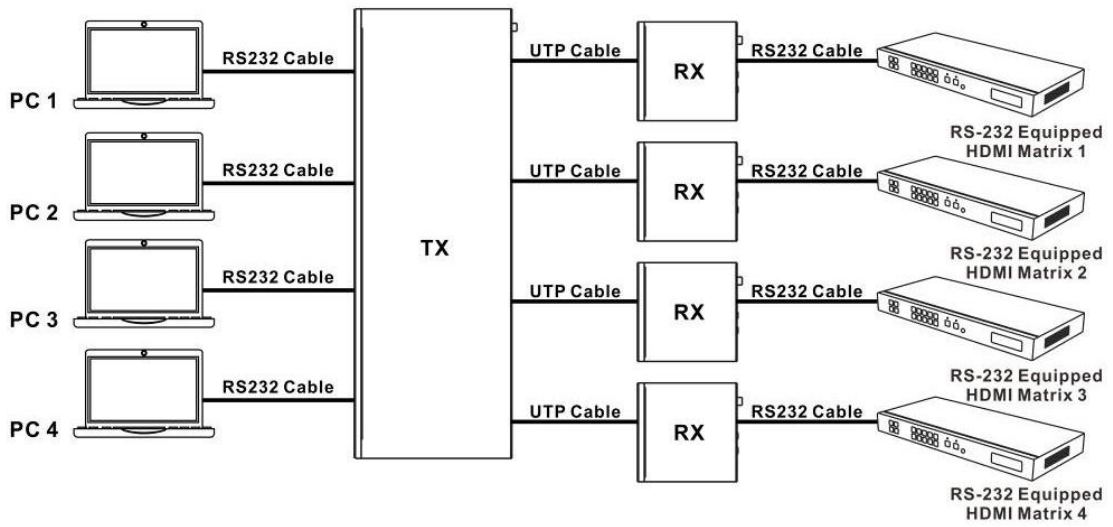 RS232 Cable
UTP Cable
RX
RS232 Cable
PC 1
RS-232 Equipped
HDMI Matrix 1
RS232 Cable
UTP Cable
RX
RS232 Cable
PC 2
TX
RS-232 Equipped
HDMI Matrix 2
RS232 Cable
UTP Cable
RX
RS232 Cable
PC 3
RS-232 Equipped
HDMI Matrix 3
RS232 Cable
UTP Cable
RX
RS232 Cable
PC 4
RS-232 Equipped
HDMI Matrix 4